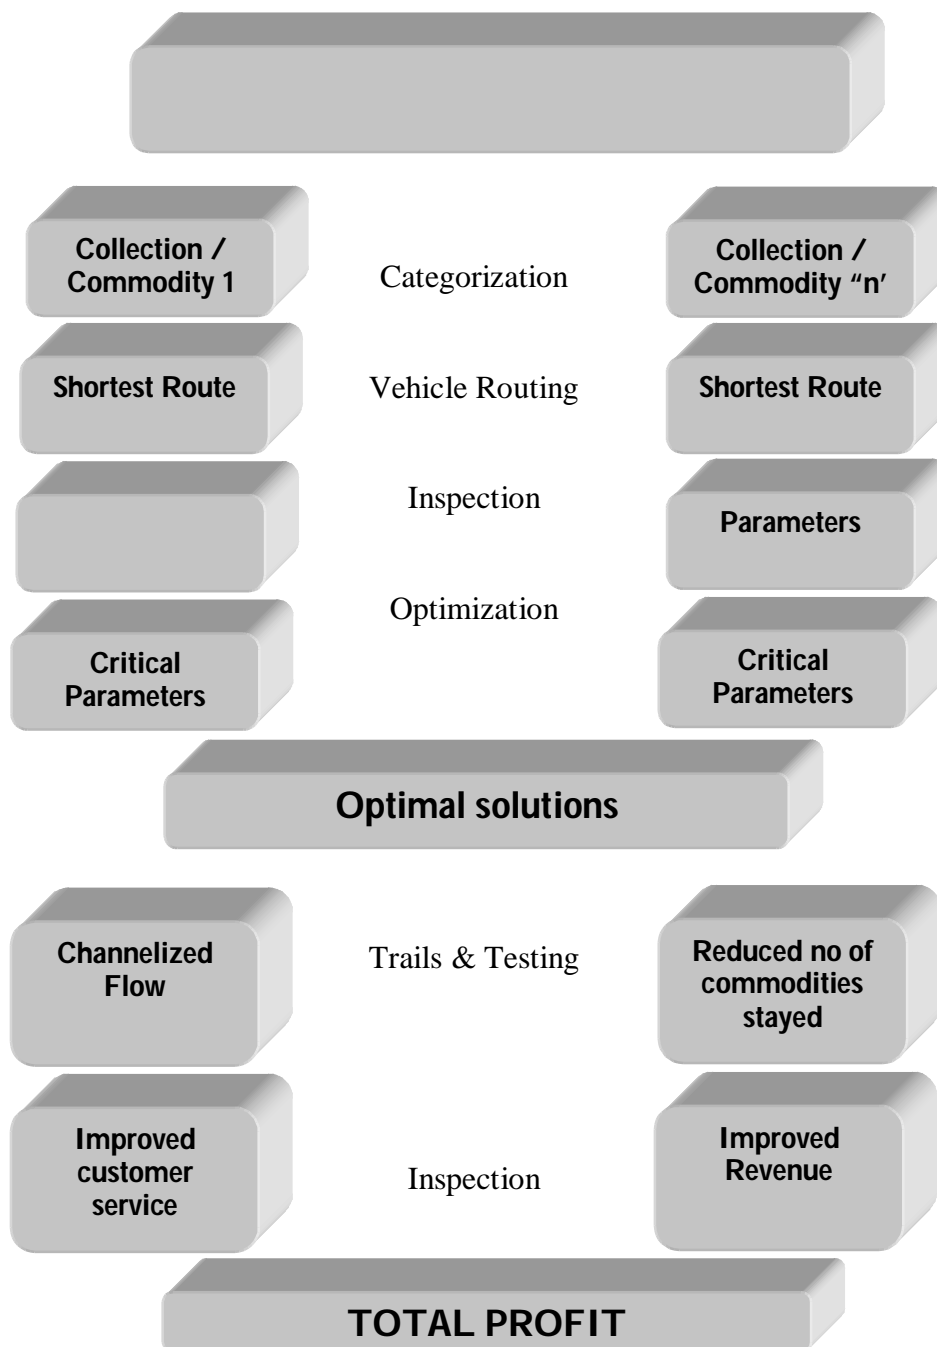 Collection /
Commodity 1
Categorization
Collection /
Commodity “n’
Shortest Route
Vehicle Routing
Shortest Route
Inspection
Parameters
Optimization
Critical
Parameters
Critical
Parameters
Optimal solutions
Channelized
Flow
Trails & Testing
Reduced no of
commodities
stayed
Improved
customer
service
Inspection
Improved
Revenue
TOTAL PROFIT